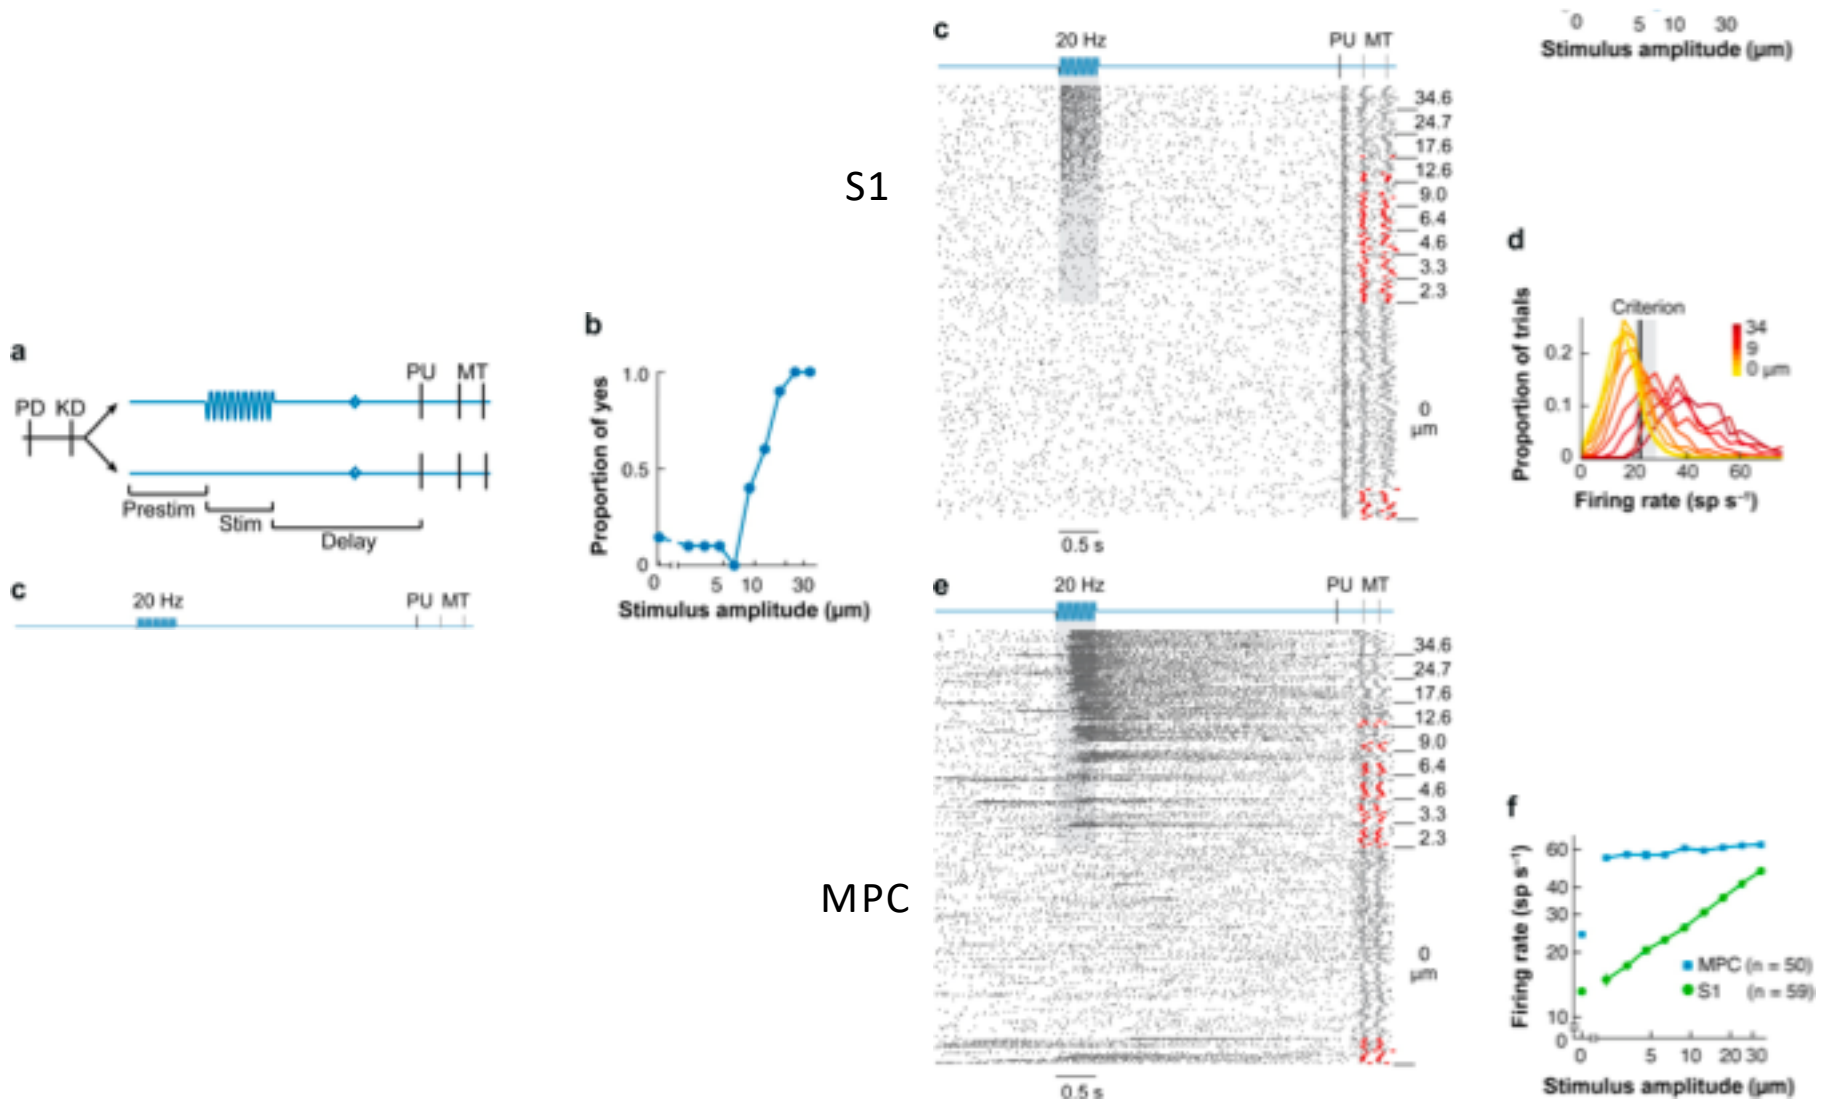 a
PD KD
PU MT
Prestim
Stim
Delay
c
20 Hz
PU MT
b
Proportion of yes
1.0
0.5
0
0 5 10 30
Stimulus amplitude (µm)
S1
c
20 Hz
PU MT
34.6
24.7
17.6
12.6
9.0
6.4
4.6
3.3
2.3
0
µm
0.5 s
MPC
e
20 Hz
PU MT
34.6
24.7
17.6
12.6
9.0
6.4
4.6
3.3
2.3
0
µm
0.5 s
0 5 10 30
Stimulus amplitude (µm)
d
Proportion of trials
Criterion
34
9
0 µm
0.2
0.1
0
0 20 40 60
Firing rate (sp s⁻¹)
f
Firing rate (sp s⁻¹)
60
40
30
20
10
0
MPC (n = 50)
S1 (n = 59)
0 5 10 20 30
Stimulus amplitude (µm)